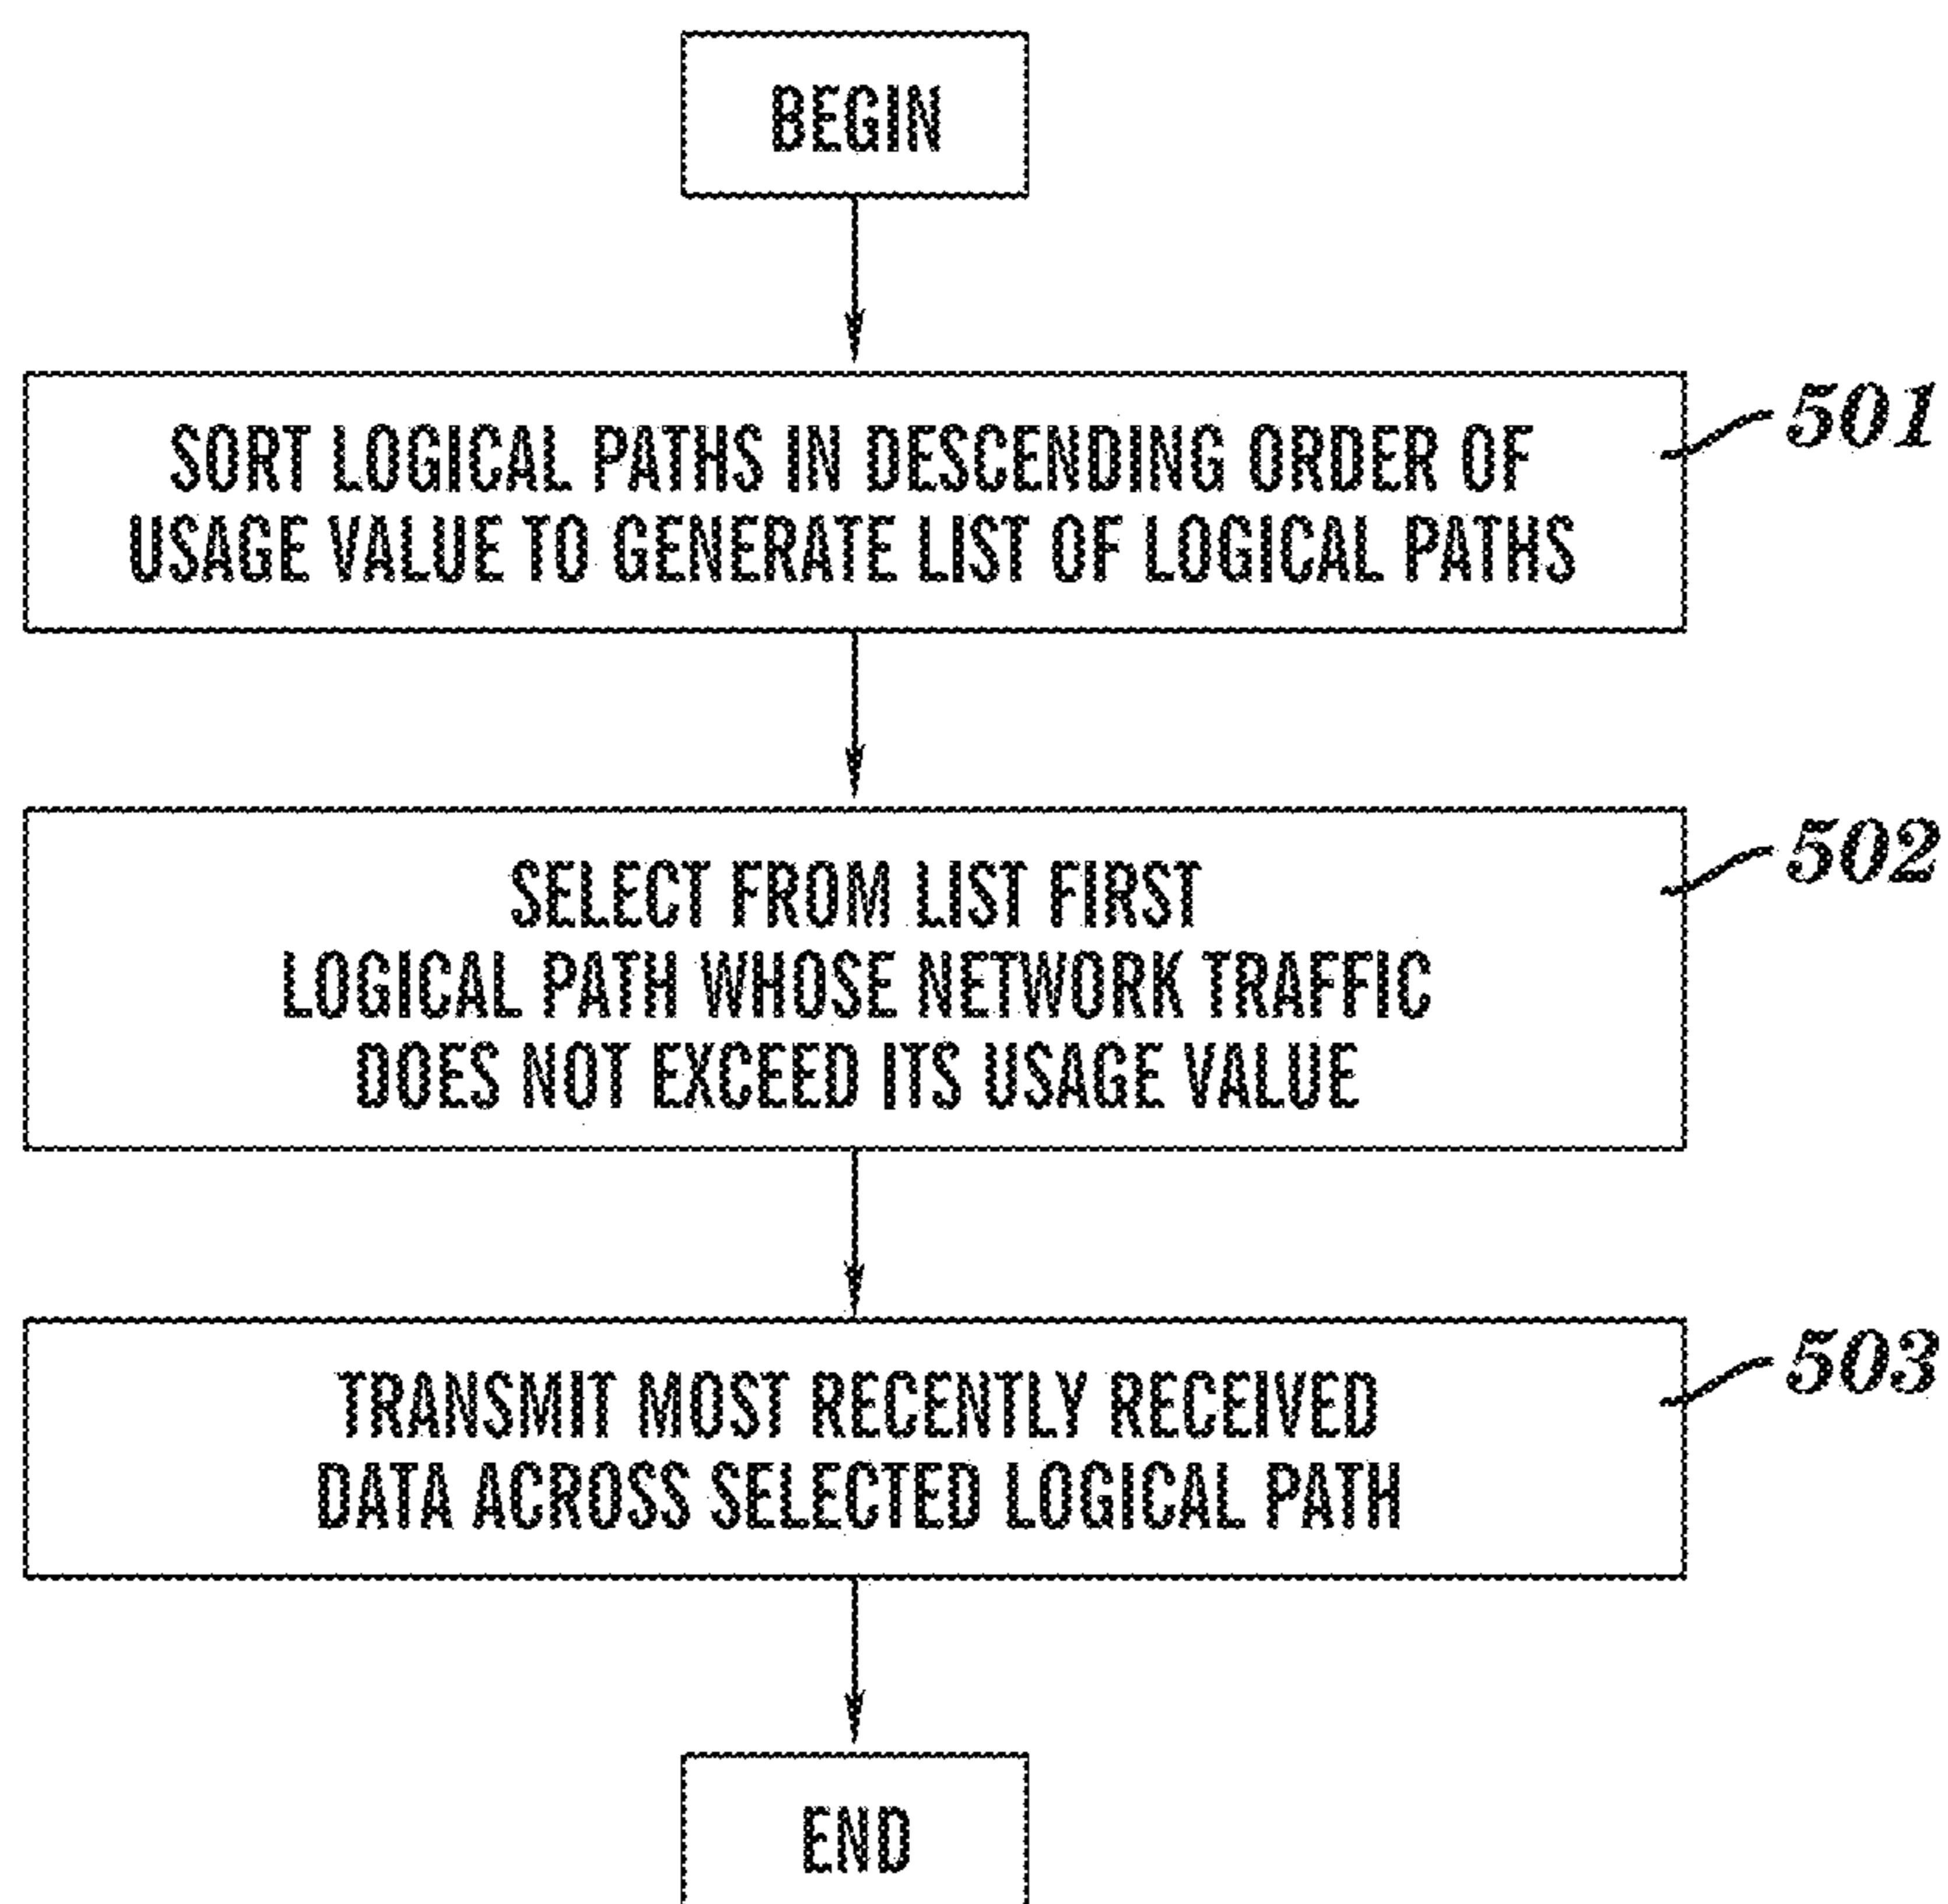 BEGIN
SORT LOGICAL PATHS IN DESCENDING ORDER OF
USAGE VALUE TO GENERATE LIST OF LOGICAL PATHS
501
SELECT FROM LIST FIRST
LOGICAL PATH WHOSE NETWORK TRAFFIC
DOES NOT EXCEED ITS USAGE VALUE
502
TRANSMIT MOST RECENTLY RECEIVED
DATA ACROSS SELECTED LOGICAL PATH
503
END